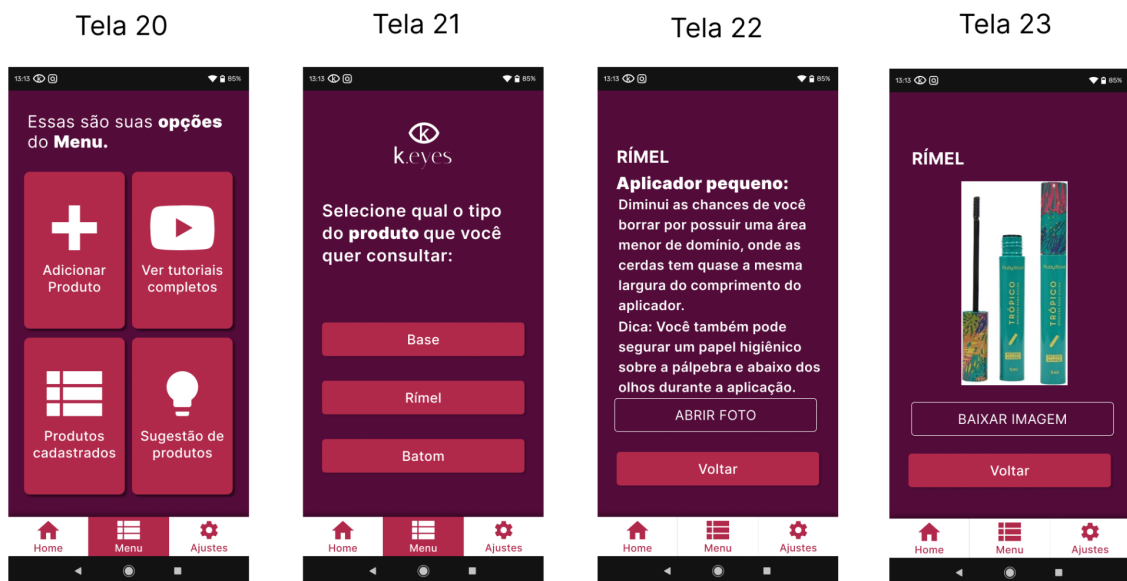 Tela 20
13:13
85%
Essas são suas opções
do Menu.
Adicionar
Produto
Ver tutoriais
completos
Produtos
cadastrados
Sugestão de
produtos
Home
Menu
Ajustes
Tela 21
13:13
85%
k.eyes
Selecione qual o tipo
do produto que você
quer consultar:
Base
Rímel
Batom
Home
Menu
Ajustes
Tela 22
13:13
85%
RÍMEL
Aplicador pequeno:
Diminui as chances de você
borrar por possuir uma área
menor de domínio, onde as
cerdas tem quase a mesma
largura do comprimento do
aplicador.
Dica: Você também pode
segurar um papel higiênico
sobre a pálpebra e abaixo dos
olhos durante a aplicação.
ABRIR FOTO
Voltar
Home
Menu
Ajustes
Tela 23
13:13
85%
RÍMEL
TRÓPICO
TRÓPICO
BAIXAR IMAGEM
Voltar
Home
Menu
Ajustes